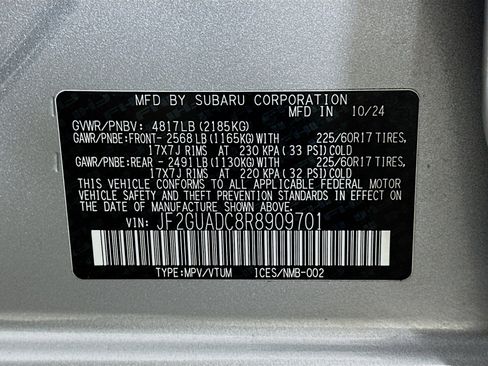 MFD BY SUBARU CORPORATION
MFD IN 10/24
GVWR/PNBV: 4817LB(2185KG)
GAWR/PNBE:FRONT- 2568LB(1165KG)WITH 225/60R17 TIRES,
17X7J RIMS AT 230 KPA( 33 PSI)COLD
GAWR/PNBE:REAR - 2491LB(1130KG)WITH 225/60R17 TIRES,
17X7J RIMS AT 220 KPA( 32 PSI)COLD
THIS VEHICLE CONFORMS TO ALL APPLICABLE FEDERAL MOTOR
VEHICLE SAFETY AND THEFT PREVENTION STANDARDS IN EFFECT
ON THE DATE OF MANUFACTURE SHOWN ABOVE.
VIN: JF2GUADC8R8909701
TYPE:MPV/VTUM ICES/NMB-002